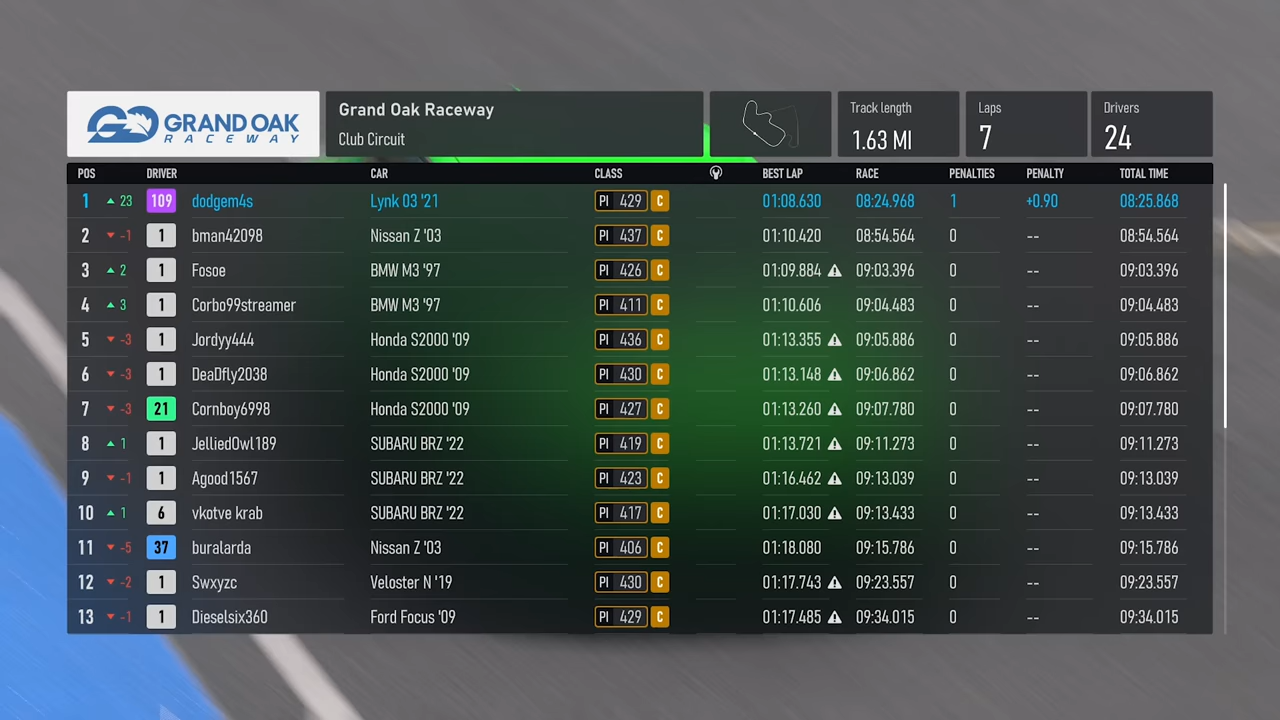 GRAND OAK
RACEWAY
Grand Oak Raceway
Club Circuit
Track length
1.63 MI
Laps
7
Drivers
24
POS DRIVER CAR CLASS BEST LAP RACE PENALTIES PENALTY TOTAL TIME
1 23 109 dodgem4s Lynk 03 '21 PI 429 C 01:08.630 08:24.968 1 +0.90 08:25.868
2 -1 1 bman42098 Nissan Z '03 PI 437 C 01:10.420 08:54.564 0 -- 08:54.564
3 2 1 Fosoe BMW M3 '97 PI 426 C 01:09.884 09:03.396 0 -- 09:03.396
4 3 1 Corbo99streamer BMW M3 '97 PI 411 C 01:10.606 09:04.483 0 -- 09:04.483
5 -3 1 Jordyy444 Honda S2000 '09 PI 436 C 01:13.355 09:05.886 0 -- 09:05.886
6 -3 1 DeaDfly2038 Honda S2000 '09 PI 430 C 01:13.148 09:06.862 0 -- 09:06.862
7 -3 21 Cornboy6998 Honda S2000 '09 PI 427 C 01:13.260 09:07.780 0 -- 09:07.780
8 1 1 JelliedOwl189 SUBARU BRZ '22 PI 419 C 01:13.721 09:11.273 0 -- 09:11.273
9 -1 1 Agood1567 SUBARU BRZ '22 PI 423 C 01:16.462 09:13.039 0 -- 09:13.039
10 1 6 vkotve krab SUBARU BRZ '22 PI 417 C 01:17.030 09:13.433 0 -- 09:13.433
11 -5 37 buralarda Nissan Z '03 PI 406 C 01:18.080 09:15.786 0 -- 09:15.786
12 -2 1 Swxyzc Veloster N '19 PI 430 C 01:17.743 09:23.557 0 -- 09:23.557
13 -1 1 Dieselsix360 Ford Focus '09 PI 429 C 01:17.485 09:34.015 0 -- 09:34.015